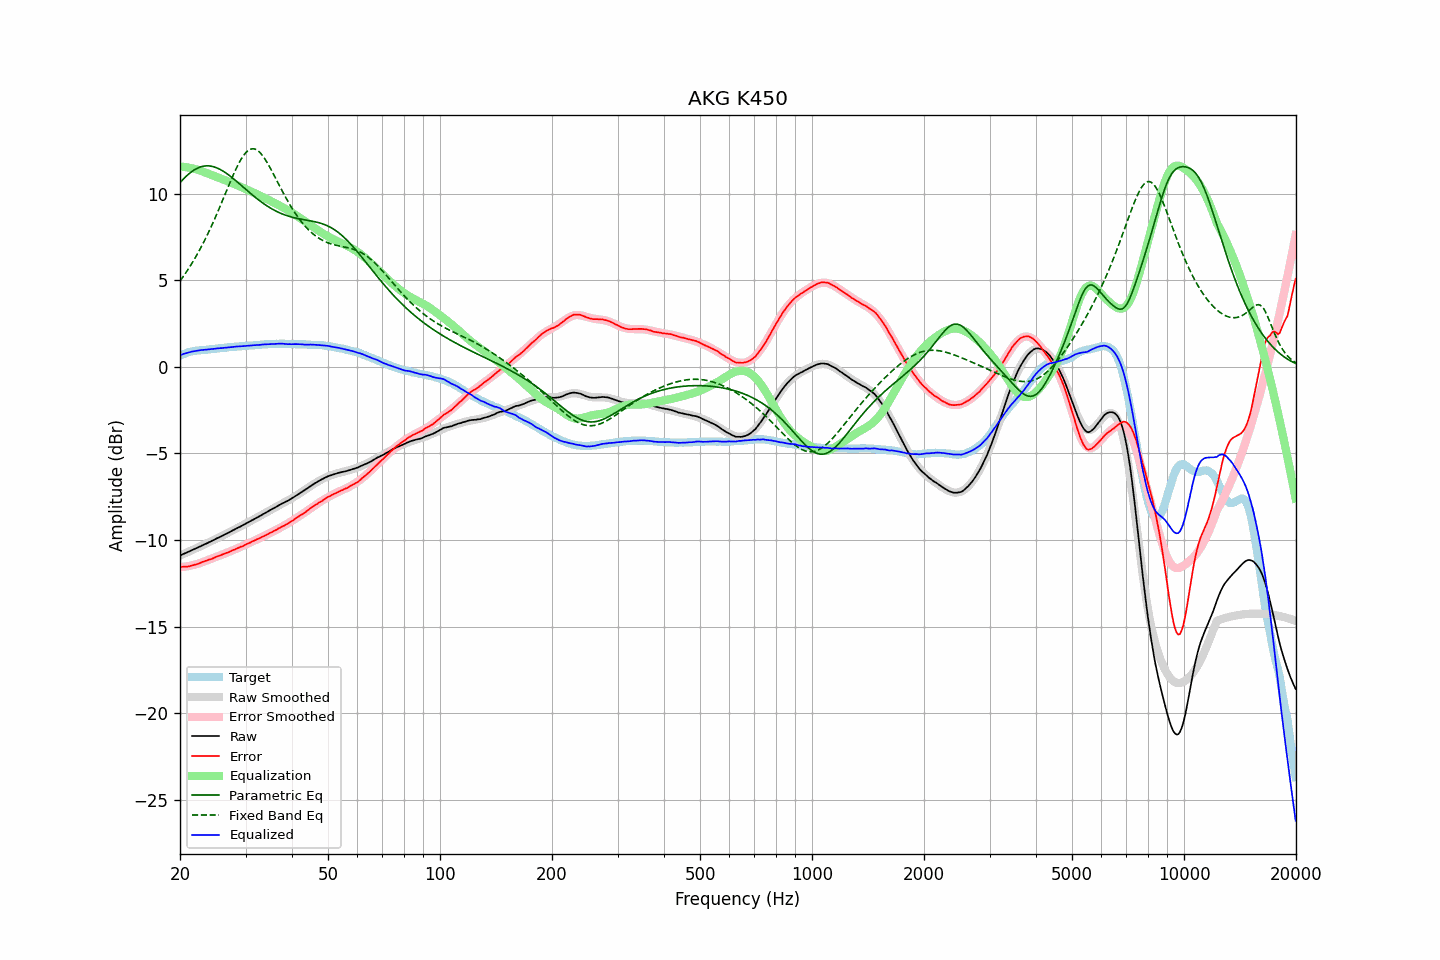 AKG K450
Amplitude (dBr)
10
5
0
−5
−10
−15
−20
−25
Target
Raw Smoothed
Error Smoothed
Raw
Error
Equalization
Parametric Eq
Fixed Band Eq
Equalized
20 50 100 200 500 1000 2000 5000 10000 20000
Frequency (Hz)